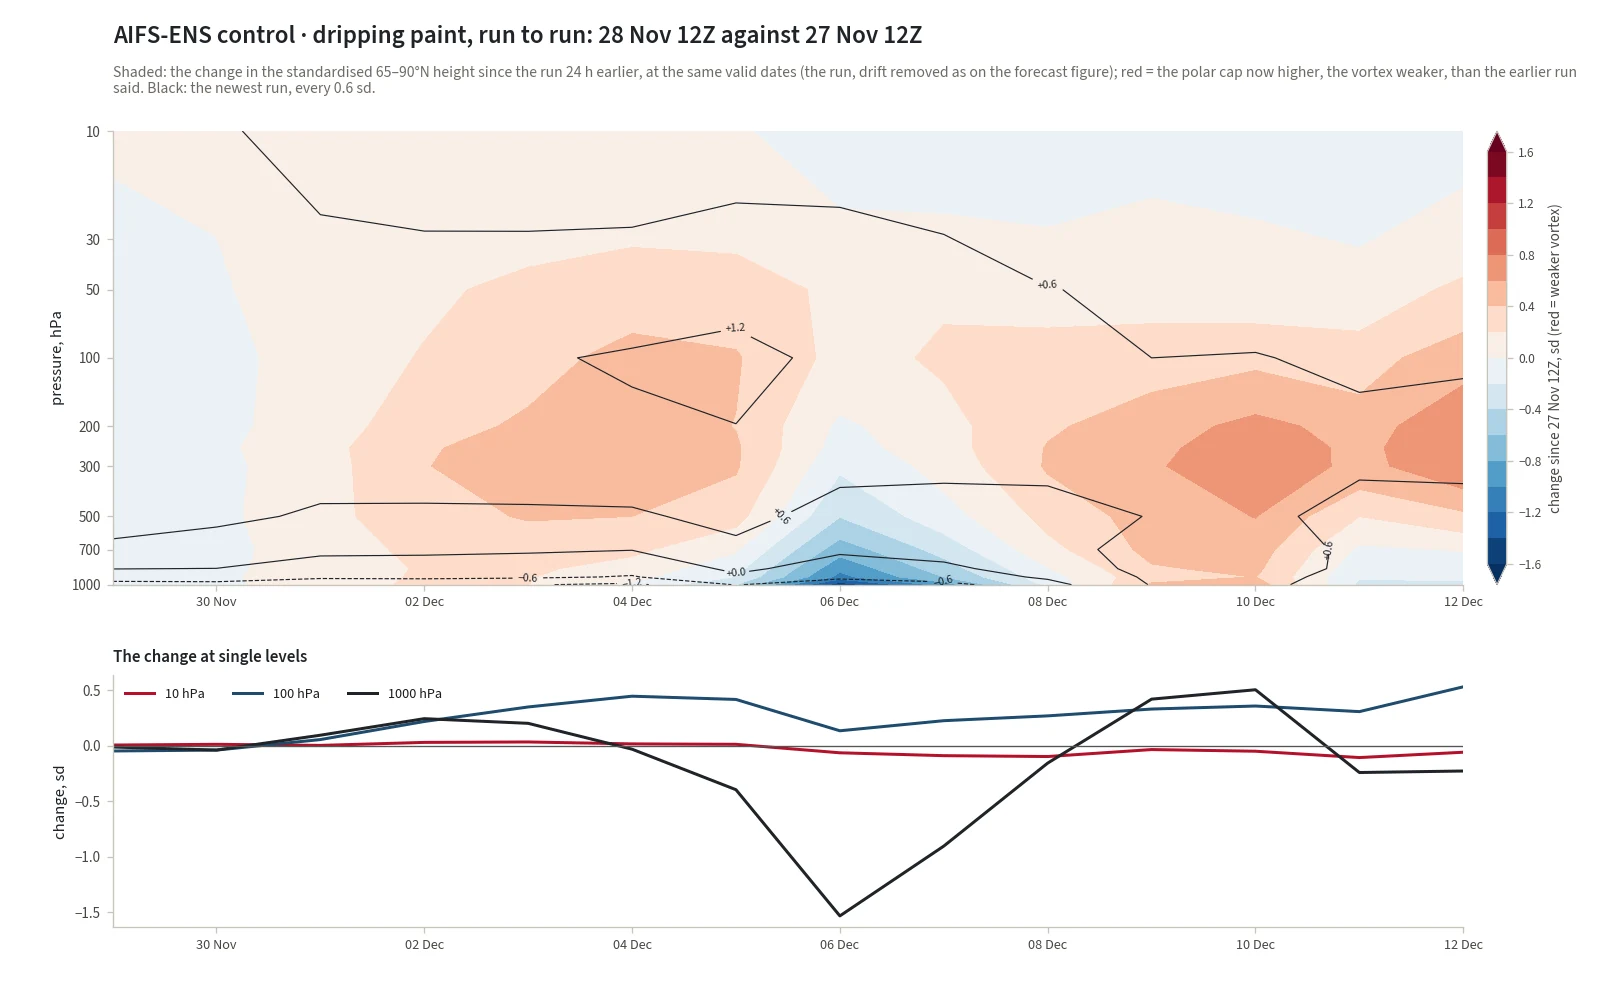 AIFS-ENS control · dripping paint, run to run: 28 Nov 12Z against 27 Nov 12Z
Shaded: the change in the standardised 65–90°N height since the run 24 h earlier, at the same valid dates (the run, drift removed as on the forecast figure); red = the polar cap now higher, the vortex weaker, than the earlier run
said. Black: the newest run, every 0.6 sd.
10
30
50
100
200
300
500
700
1000
pressure, hPa
+0.6
+1.2
+0.6
+0.6
+0.0
−0.6
−1.2
−0.6
30 Nov
02 Dec
04 Dec
06 Dec
08 Dec
10 Dec
12 Dec
1.6
1.2
0.8
0.4
0.0
−0.4
−0.8
−1.2
−1.6
change since 27 Nov 12Z, sd (red = weaker vortex)
The change at single levels
10 hPa
100 hPa
1000 hPa
0.5
0.0
−0.5
−1.0
−1.5
change, sd
30 Nov
02 Dec
04 Dec
06 Dec
08 Dec
10 Dec
12 Dec